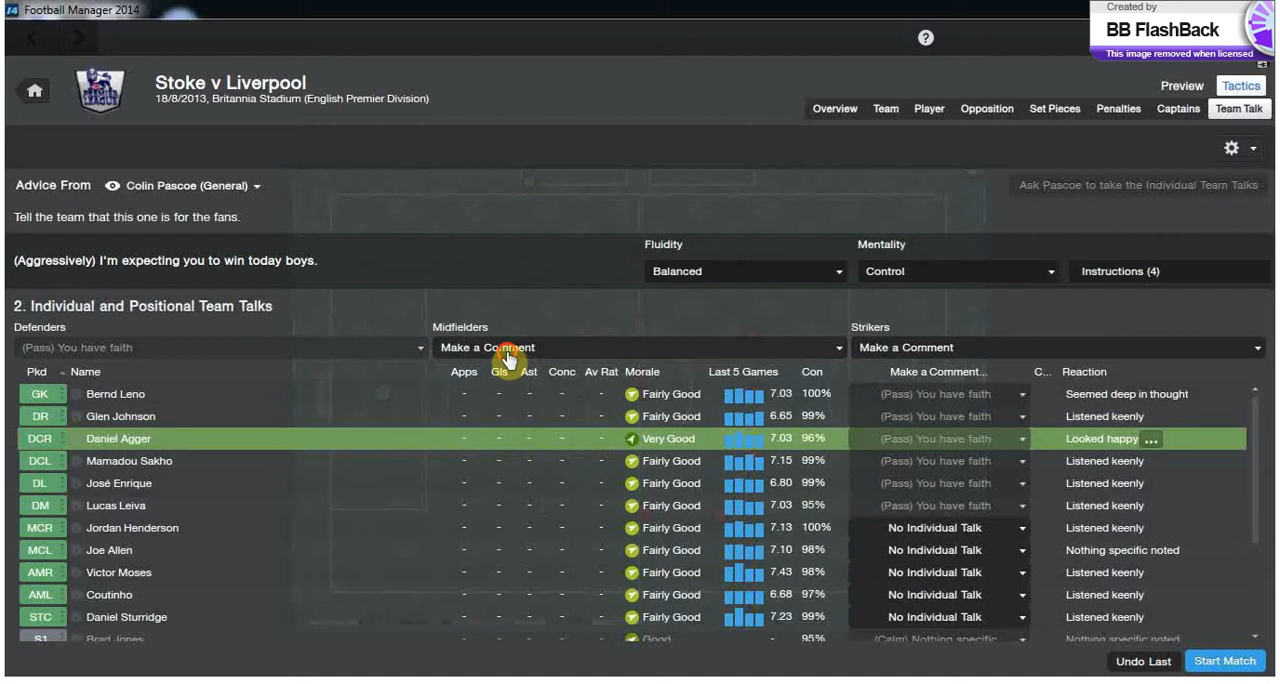 Football Manager 2014
Created by
BB FlashBack
This image removed when licensed
Stoke v Liverpool
18/8/2013, Britannia Stadium (English Premier Division)
Preview Tactics
Overview Team Player Opposition Set Pieces Penalties Captains Team Talk
Advice From Colin Pascoe (General) Ask Pascoe to take the Individual Team Talks
Tell the team that this one is for the fans.
Fluidity Mentality
(Aggressively) I'm expecting you to win today boys. Balanced Control Instructions (4)
2. Individual and Positional Team Talks
Defenders Midfielders Strikers
(Pass) You have faith Make a Comment Make a Comment
Pkd Name Apps Gls Ast Conc Av Rat Morale Last 5 Games Con Make a Comment... C... Reaction
GK Bernd Leno - - - - - Fairly Good 7.03 100% (Pass) You have faith Seemed deep in thought
DR Glen Johnson - - - - - Fairly Good 6.65 99% (Pass) You have faith Listened keenly
DCR Daniel Agger - - - - - Very Good 7.03 96% (Pass) You have faith Looked happy ...
DCL Mamadou Sakho - - - - - Fairly Good 7.15 99% (Pass) You have faith Listened keenly
DL José Enrique - - - - - Fairly Good 6.80 99% (Pass) You have faith Listened keenly
DM Lucas Leiva - - - - - Fairly Good 7.03 95% (Pass) You have faith Listened keenly
MCR Jordan Henderson - - - - - Fairly Good 7.13 100% No Individual Talk Listened keenly
MCL Joe Allen - - - - - Fairly Good 7.10 98% No Individual Talk Nothing specific noted
AMR Victor Moses - - - - - Fairly Good 7.43 98% No Individual Talk Listened keenly
AML Coutinho - - - - - Fairly Good 6.68 97% No Individual Talk Listened keenly
STC Daniel Sturridge - - - - - Fairly Good 7.23 99% No Individual Talk Listened keenly
S1 Brad Jones - - - - - Good - 95% (Calm) Nothing specific Nothing specific noted
Undo Last Start Match